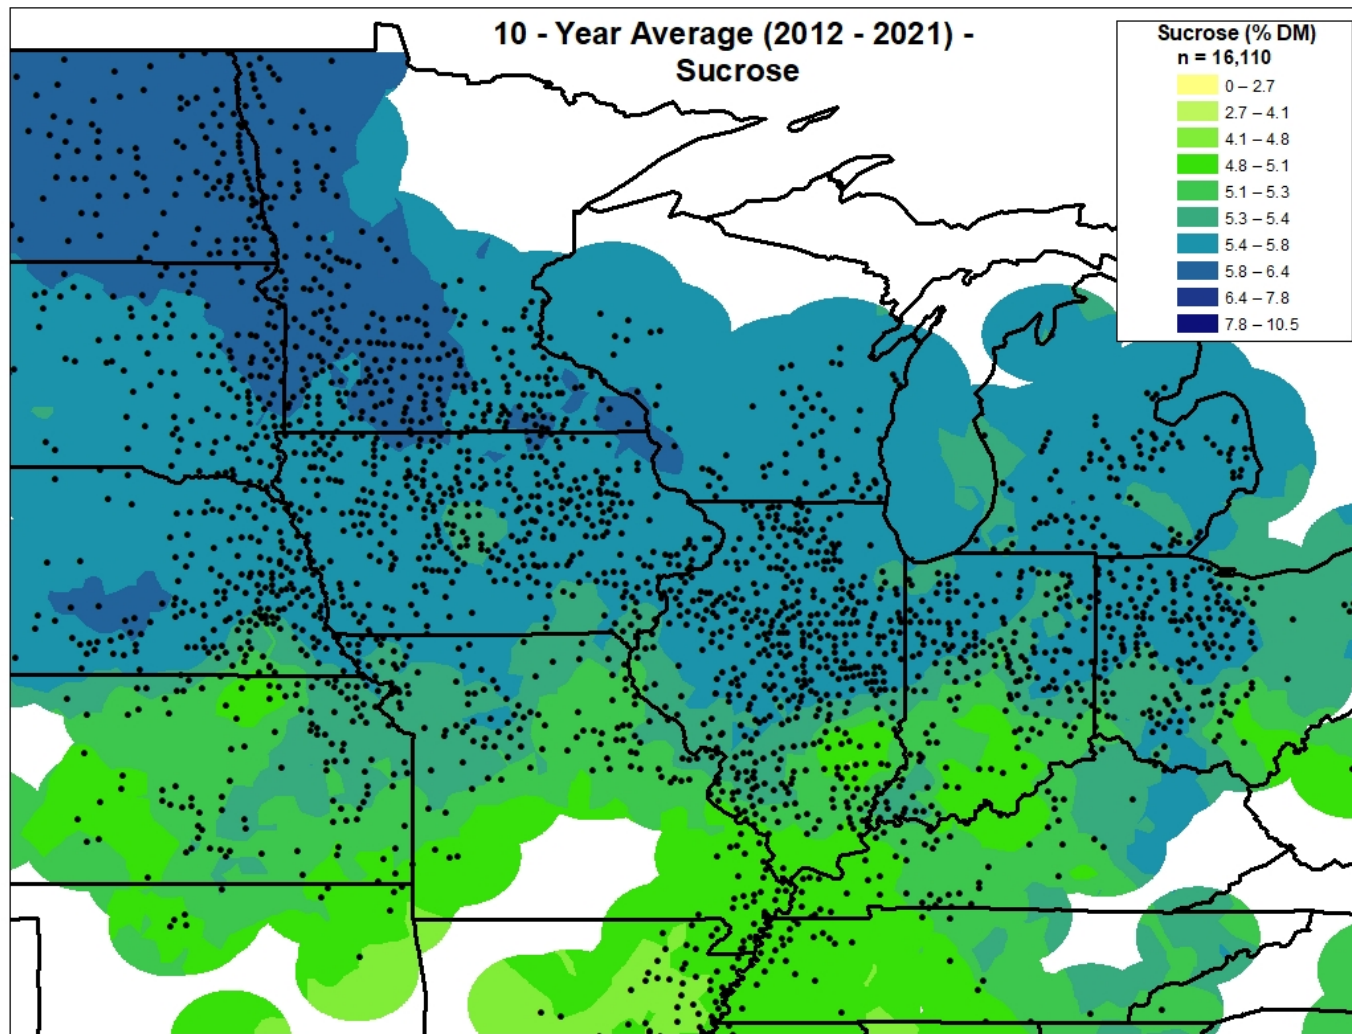 10 - Year Average (2012 - 2021) -
Sucrose
Sucrose (% DM)
n = 16,110
0 – 2.7
2.7 – 4.1
4.1 – 4.8
4.8 – 5.1
5.1 – 5.3
5.3 – 5.4
5.4 – 5.8
5.8 – 6.4
6.4 – 7.8
7.8 – 10.5